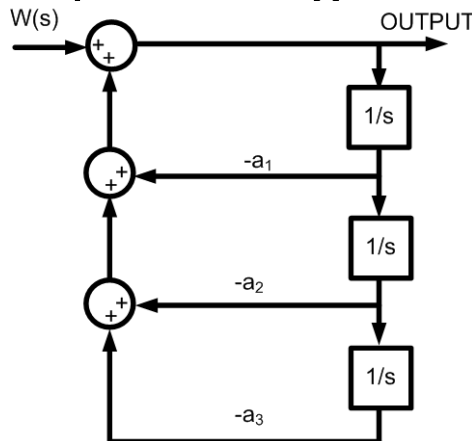 W(s)
OUTPUT
+
+
1/s
-a₁
+
+
1/s
-a₂
+
+
1/s
-a₃